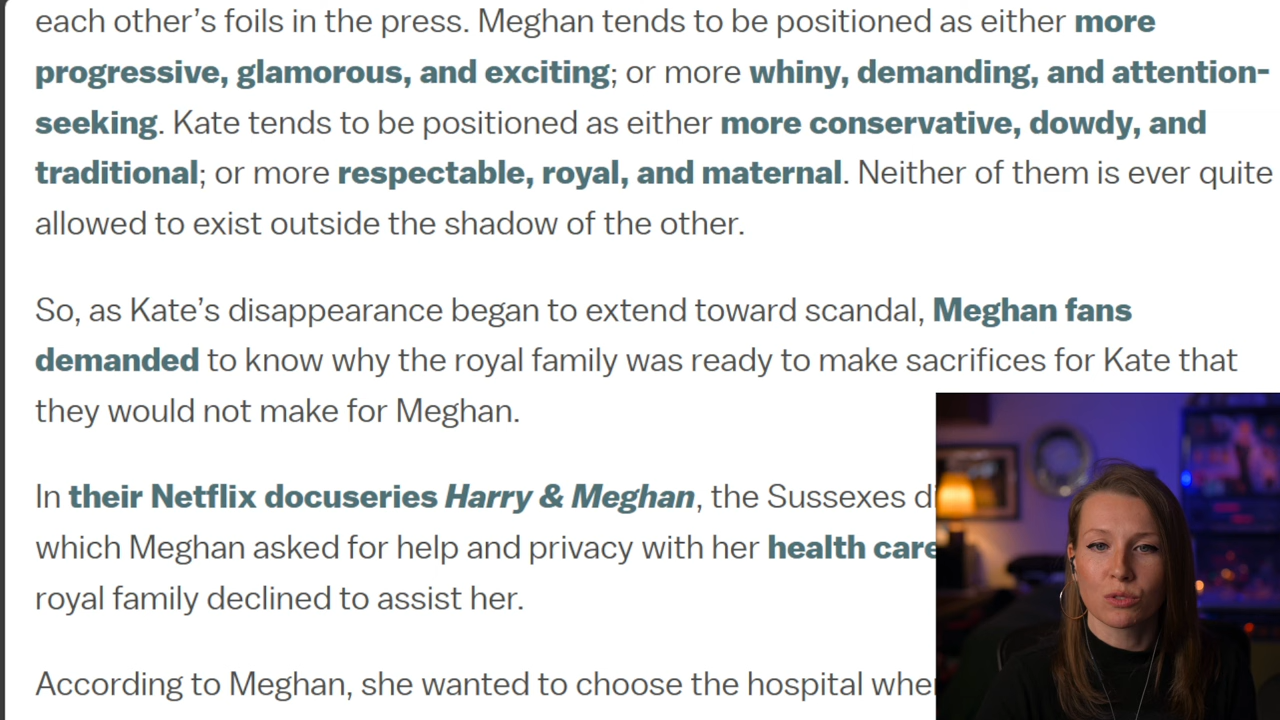 each other's foils in the press. Meghan tends to be positioned as either more
progressive, glamorous, and exciting; or more whiny, demanding, and attention-
seeking. Kate tends to be positioned as either more conservative, dowdy, and
traditional; or more respectable, royal, and maternal. Neither of them is ever quite
allowed to exist outside the shadow of the other.
So, as Kate's disappearance began to extend toward scandal, Meghan fans
demanded to know why the royal family was ready to make sacrifices for Kate that
they would not make for Meghan.
In their Netflix docuseries Harry & Meghan, the Sussexes
which Meghan asked for help and privacy with her health care
royal family declined to assist her.
According to Meghan, she wanted to choose the hospital